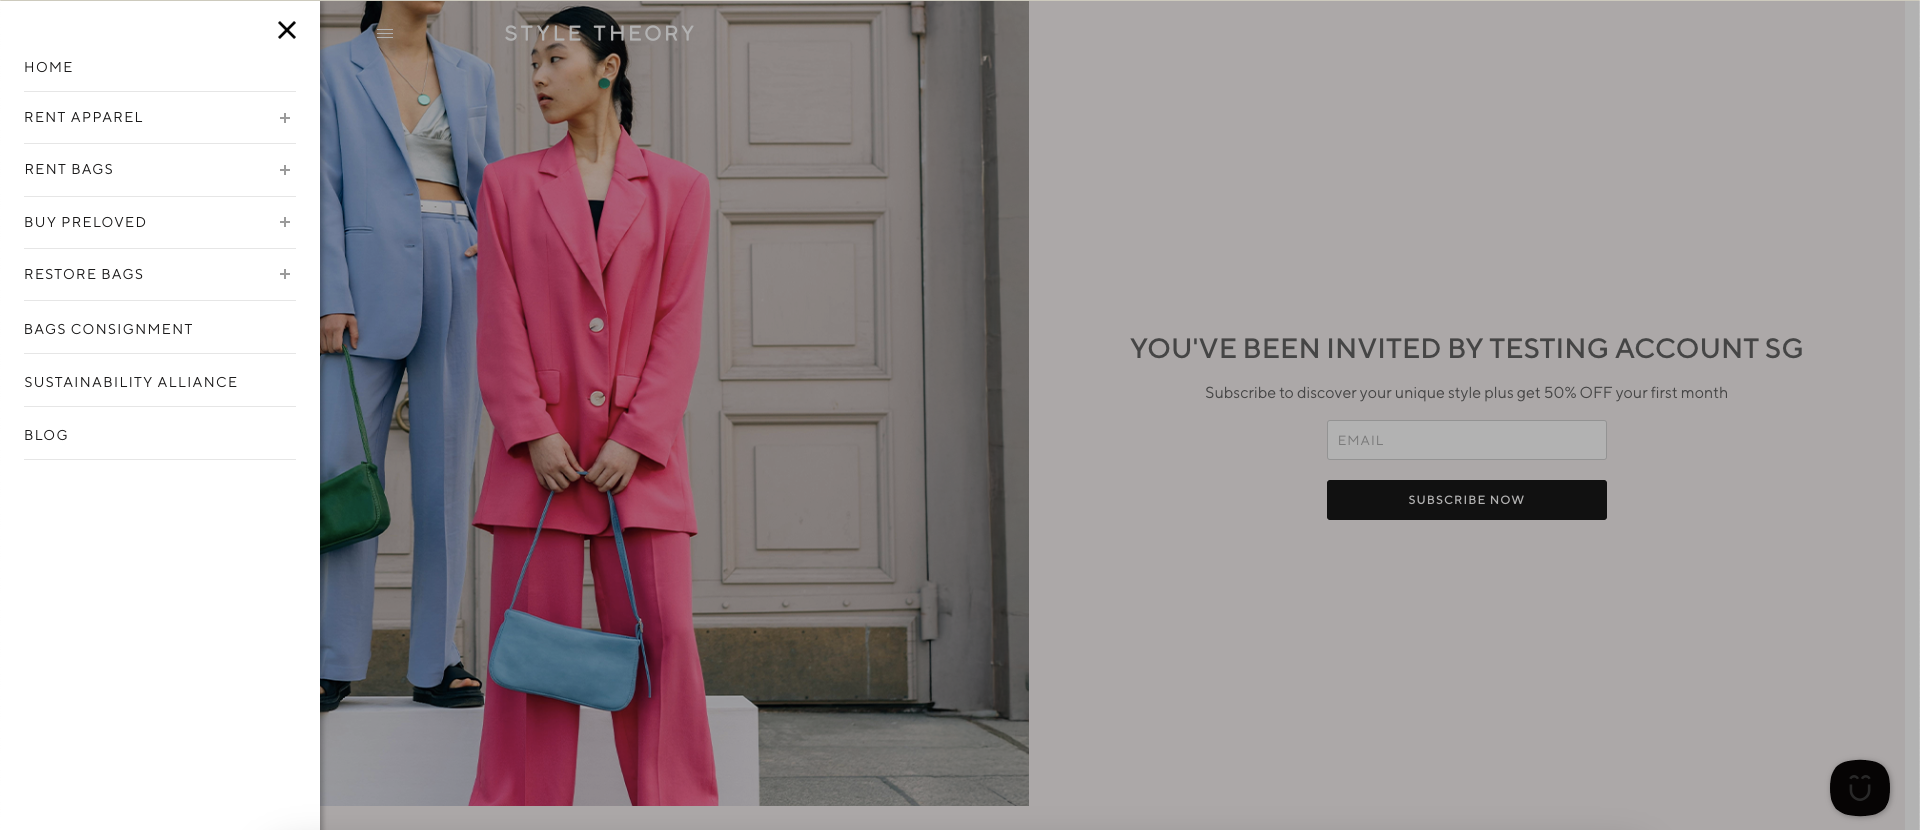 HOME
RENT APPAREL
RENT BAGS
BUY PRELOVED
RESTORE BAGS
BAGS CONSIGNMENT
SUSTAINABILITY ALLIANCE
BLOG
STYLE THEORY
YOU'VE BEEN INVITED BY TESTING ACCOUNT SG
Subscribe to discover your unique style plus get 50% OFF your first month
EMAIL
SUBSCRIBE NOW